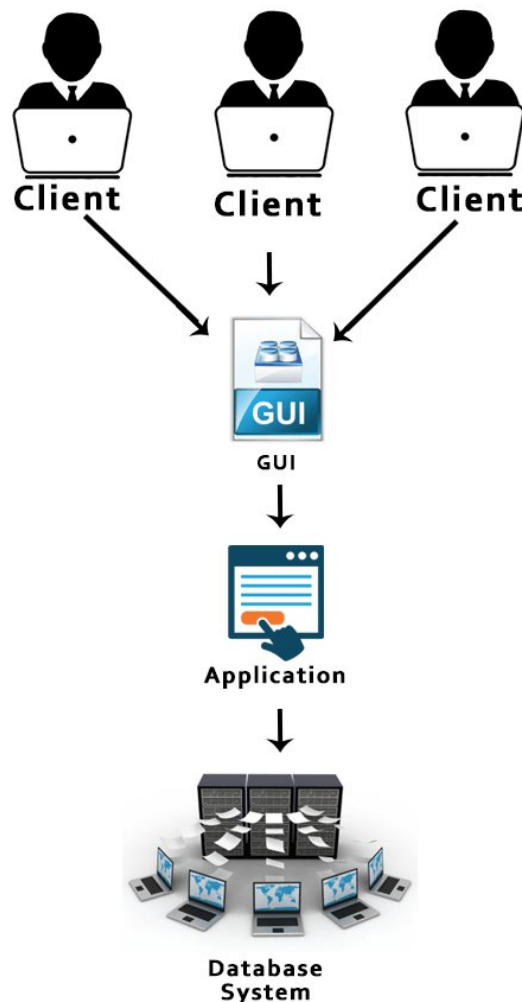 Client
Client
Client
GUI
GUI
Application
Database
System